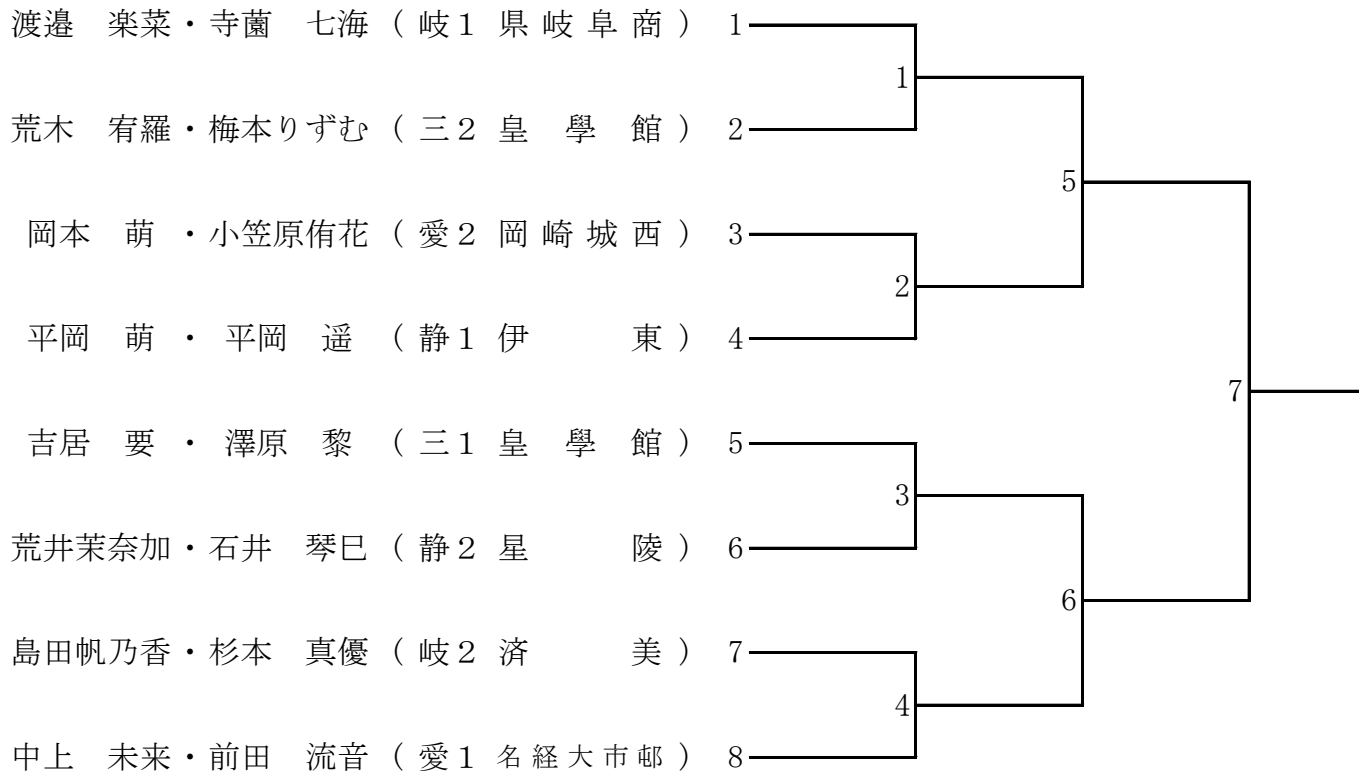 渡邉　楽菜・寺薗　七海（岐１ 県岐阜商） 1
1
荒木　宥羅・梅本りずむ（三２ 皇　學　館） 2
5
岡本　萌　・小笠原侑花（愛２ 岡崎城西） 3
2
平岡　萌　・　平岡　遥　（静１ 伊　　東） 4
7
吉居　要　・　澤原　黎　（三１ 皇　學　館） 5
3
荒井茉奈加・石井　琴巳（静２ 星　　陵） 6
6
島田帆乃香・杉本　真優（岐２ 済　　美） 7
4
中上　未来・前田　流音（愛１ 名経大市邨） 8